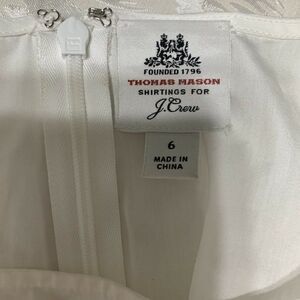 FOUNDED 1796
THOMAS MASON
SHIRTINGS FOR
J.Crew
6
MADE IN
CHINA